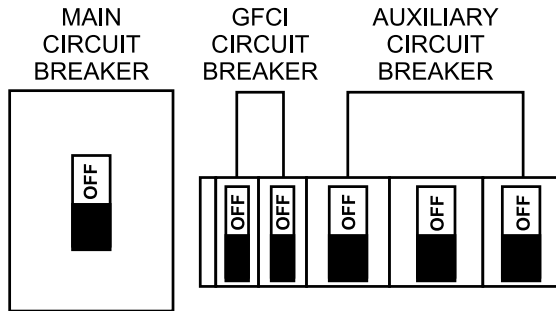 MAIN
CIRCUIT
BREAKER
GFCI
CIRCUIT
BREAKER
AUXILIARY
CIRCUIT
BREAKER
OFF
OFF
OFF
OFF
OFF
OFF